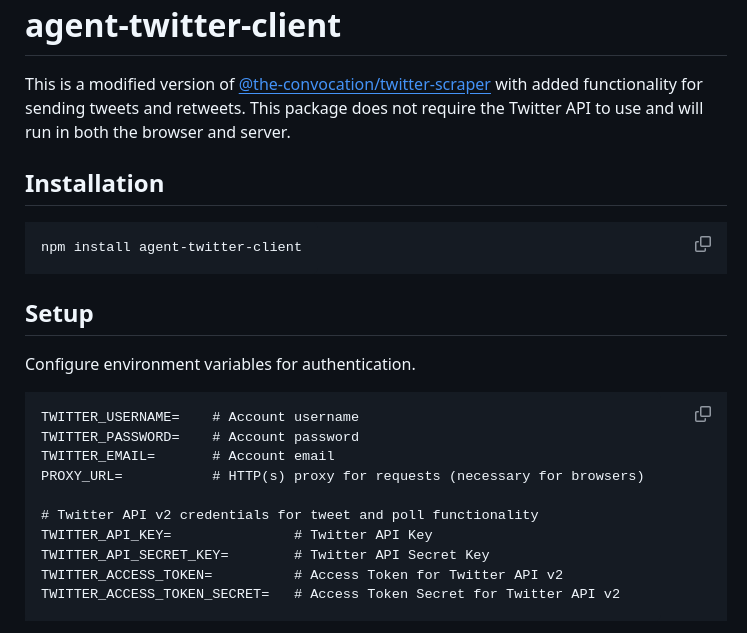 agent-twitter-client
This is a modified version of @the-convocation/twitter-scraper with added functionality for
sending tweets and retweets. This package does not require the Twitter API to use and will
run in both the browser and server.
Installation
npm install agent-twitter-client
Setup
Configure environment variables for authentication.
TWITTER_USERNAME=    # Account username
TWITTER_PASSWORD=    # Account password
TWITTER_EMAIL=       # Account email
PROXY_URL=           # HTTP(s) proxy for requests (necessary for browsers)

# Twitter API v2 credentials for tweet and poll functionality
TWITTER_API_KEY=               # Twitter API Key
TWITTER_API_SECRET_KEY=        # Twitter API Secret Key
TWITTER_ACCESS_TOKEN=          # Access Token for Twitter API v2
TWITTER_ACCESS_TOKEN_SECRET=   # Access Token Secret for Twitter API v2